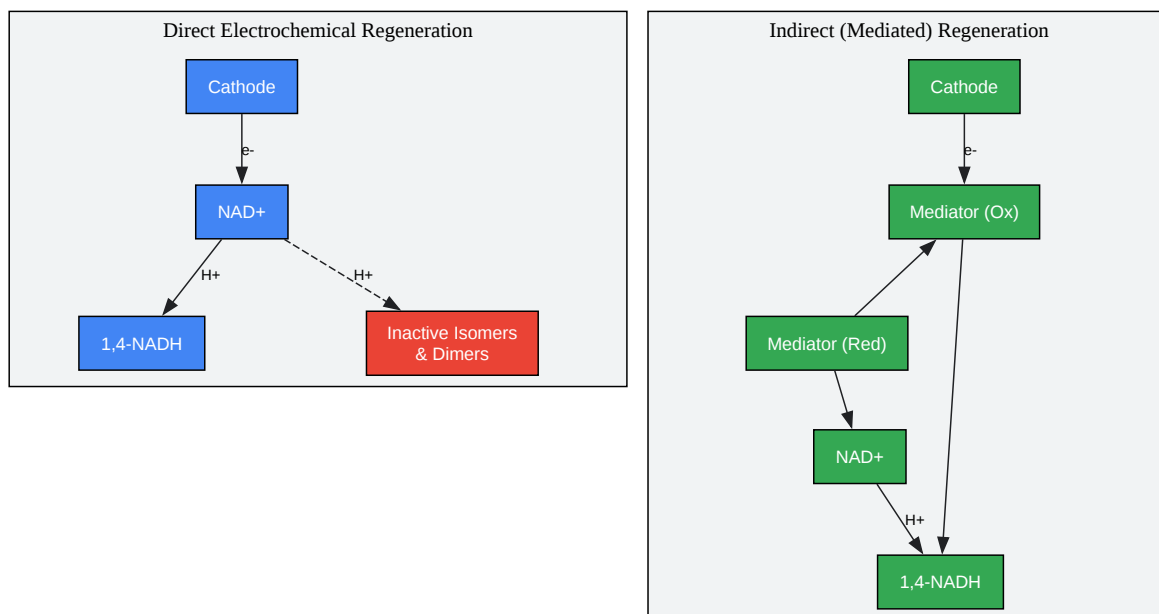 Direct Electrochemical Regeneration
Cathode
e-
NAD+
H+
H+
1,4-NADH
Inactive Isomers
& Dimers
Indirect (Mediated) Regeneration
Cathode
e-
Mediator (Ox)
Mediator (Red)
NAD+
H+
1,4-NADH